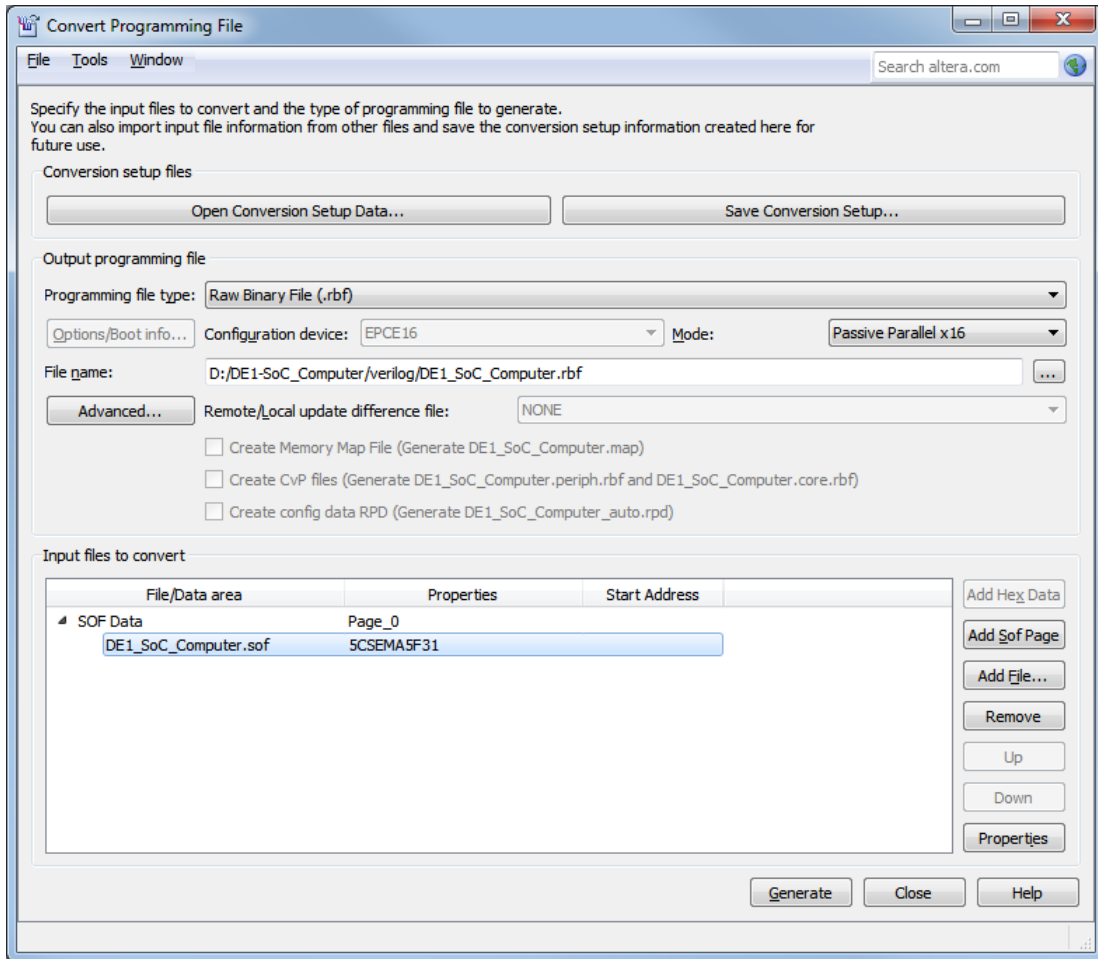 Convert Programming File
File Tools Window
Search altera.com
Specify the input files to convert and the type of programming file to generate.
You can also import input file information from other files and save the conversion setup information created here for
future use.
Conversion setup files
Open Conversion Setup Data...
Save Conversion Setup...
Output programming file
Programming file type: Raw Binary File (.rbf)
Options/Boot info... Configuration device: EPCE16 Mode: Passive Parallel x16
File name: D:/DE1-SoC_Computer/verilog/DE1_SoC_Computer.rbf ...
Advanced... Remote/Local update difference file: NONE
Create Memory Map File (Generate DE1_SoC_Computer.map)
Create CvP files (Generate DE1_SoC_Computer.periph.rbf and DE1_SoC_Computer.core.rbf)
Create config data RPD (Generate DE1_SoC_Computer_auto.rpd)
Input files to convert
File/Data area Properties Start Address
SOF Data Page_0
DE1_SoC_Computer.sof 5CSEMA5F31
Add Hex Data
Add Sof Page
Add File...
Remove
Up
Down
Properties
Generate Close Help